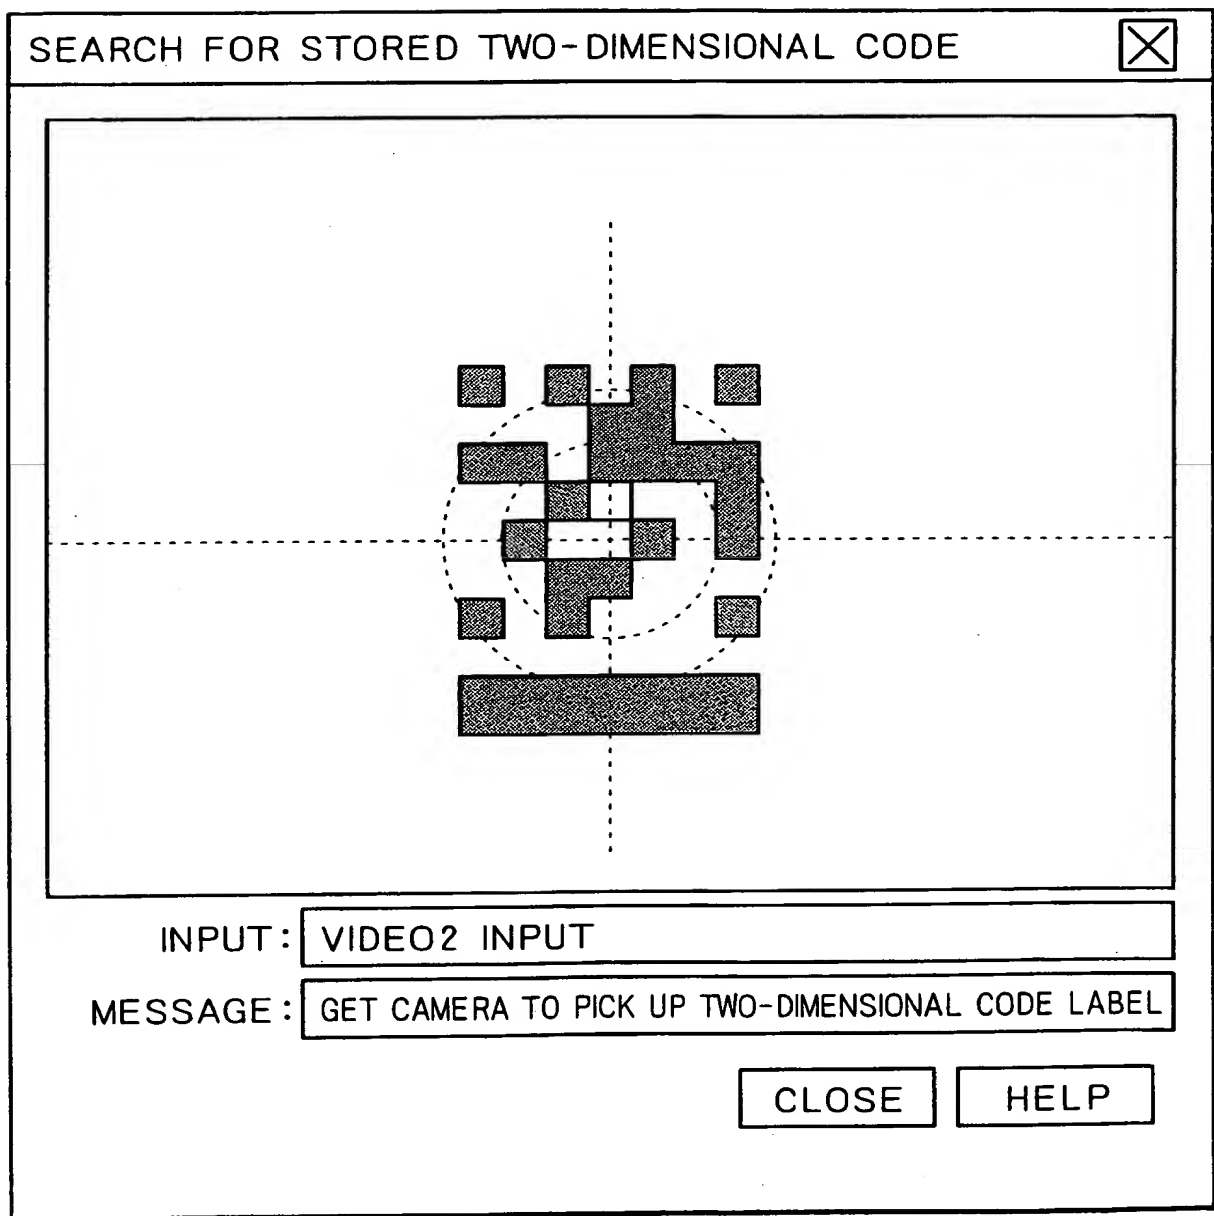 SEARCH FOR STORED TWO-DIMENSIONAL CODE
INPUT: VIDEO2 INPUT
MESSAGE: GET CAMERA TO PICK UP TWO-DIMENSIONAL CODE LABEL
CLOSE HELP